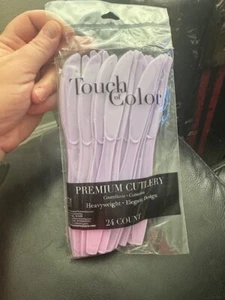 Touch
of
Color
PREMIUM CUTLERY
Heavyweight • Elegant Design
24 COUNT